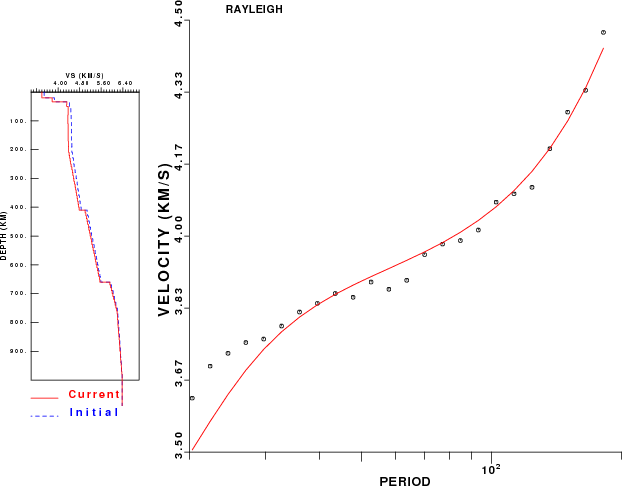 RAYLEIGH
VS (KM/S)
4.00 4.80 5.60 6.40
DEPTH (KM)
100.
200.
300.
400.
500.
600.
700.
800.
900.
Current
Initial
VELOCITY (KM/S)
4.50
4.33
4.17
4.00
3.83
3.67
3.50
10²
PERIOD